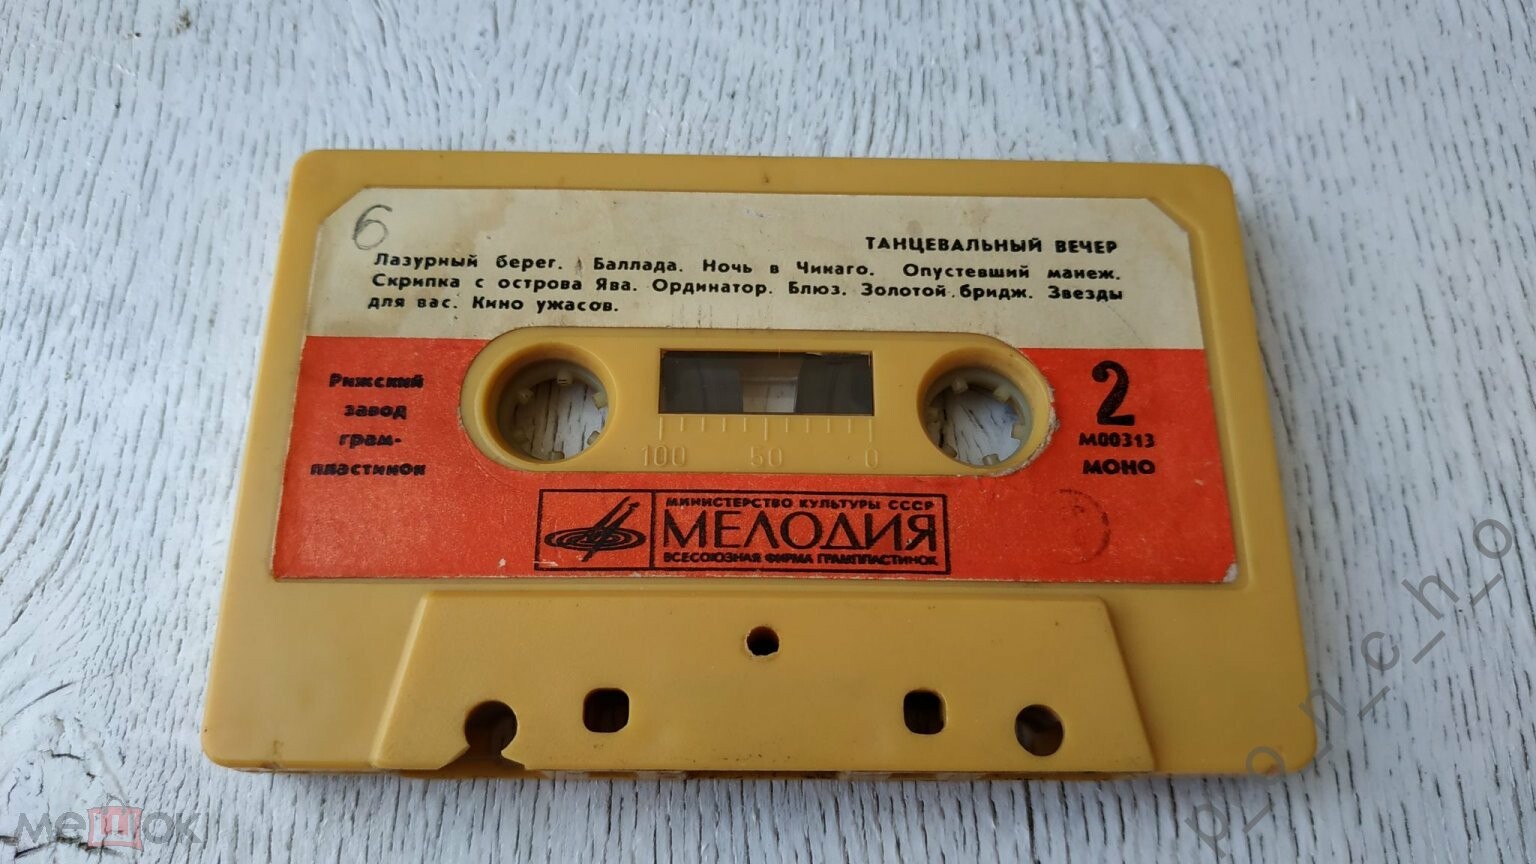 6
ТАНЦЕВАЛЬНЫЙ ВЕЧЕР
Лазурный берег. Баллада. Ночь в Чикаго. Опустевший манеж.
Скрипка с острова Ява. Ординатор. Блюз. Золотой бридж. Звезды
для вас. Кино ужасов.
Рижский
завод
грам-
пластинок
2
М00313
МОНО
100 50 0
МИНИСТЕРСТВО КУЛЬТУРЫ СССР
МЕЛОДИЯ
ВСЕСОЮЗНАЯ ФИРМА ГРАМПЛАСТИНОК
p_o_n_c_h_o
мешок